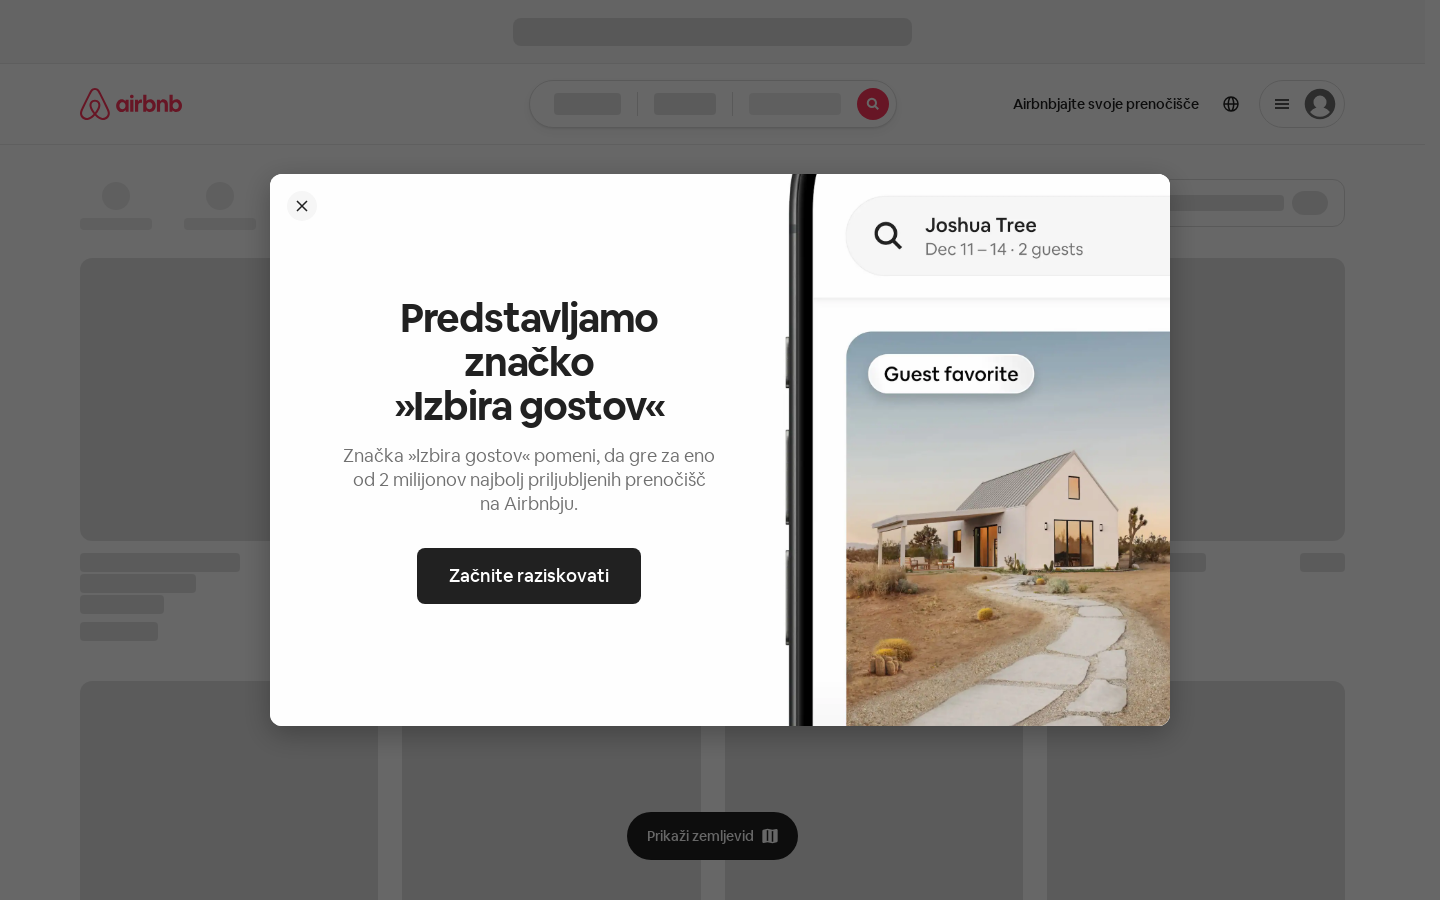 airbnb
Airbnbjajte svoje prenočišče
Predstavljamo
značko
»Izbira gostov«
Značka »Izbira gostov« pomeni, da gre za eno
od 2 milijonov najbolj priljubljenih prenočišč
na Airbnbju.
Začnite raziskovati
Joshua Tree
Dec 11 – 14 · 2 guests
Guest favorite
Prikaži zemljevid